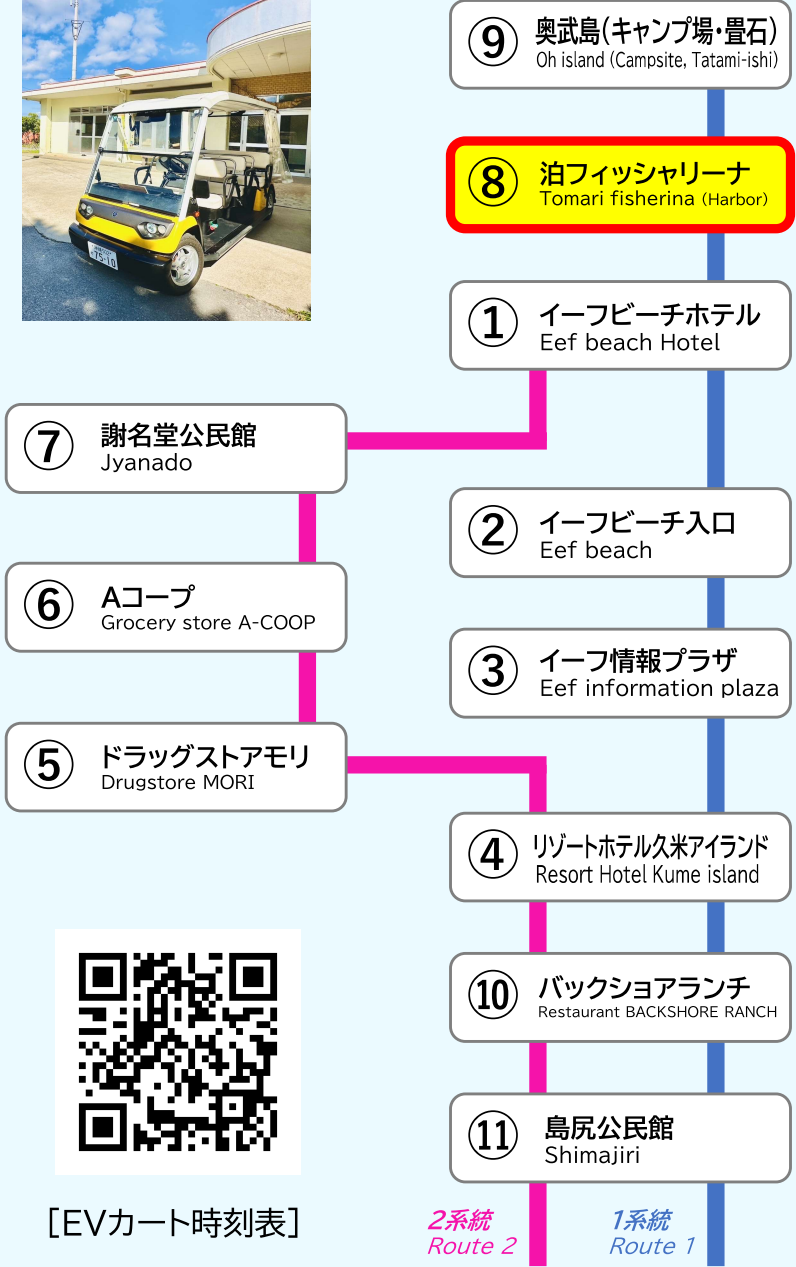 ⑨ 奥武島(キャンプ場・畳石)
Oh island (Campsite, Tatami-ishi)
⑧ 泊フィッシャリーナ
Tomari fisherina (Harbor)
① イーフビーチホテル
Eef beach Hotel
⑦ 謝名堂公民館
Jyanado
② イーフビーチ入口
Eef beach
⑥ Aコープ
Grocery store A-COOP
③ イーフ情報プラザ
Eef information plaza
⑤ ドラッグストアモリ
Drugstore MORI
④ リゾートホテル久米アイランド
Resort Hotel Kume island
⑩ バックショアランチ
Restaurant BACKSHORE RANCH
⑪ 島尻公民館
Shimajiri
[EVカート時刻表]
2系統
Route 2
1系統
Route 1
75-10